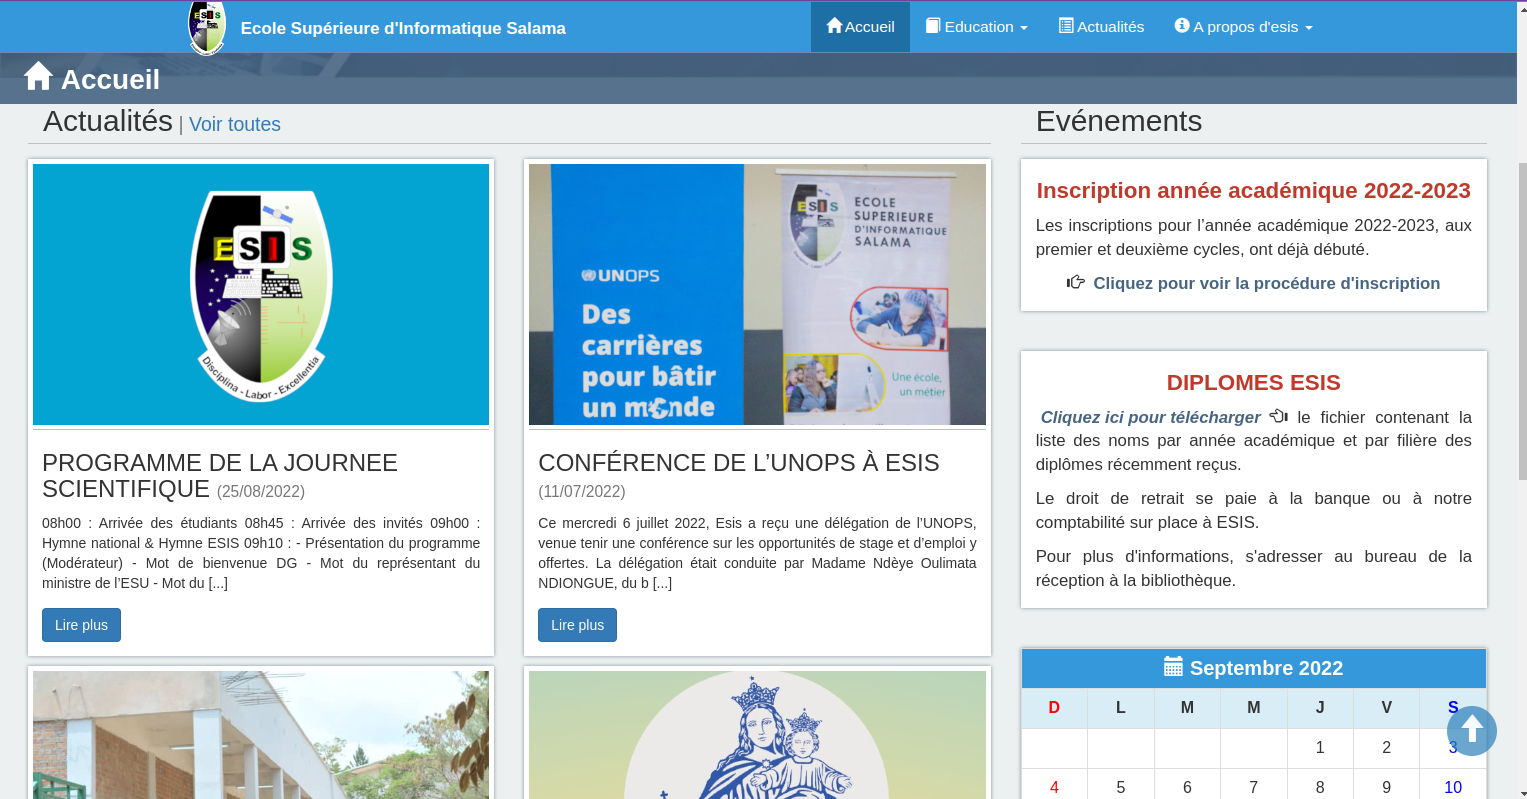 Ecole Supérieure d'Informatique Salama
Accueil
Education
Actualités
A propos d'esis
Accueil
Actualités | Voir toutes
ESIS
Disciplina - Labor - Excellentia
PROGRAMME DE LA JOURNEE
SCIENTIFIQUE (25/08/2022)
08h00 : Arrivée des étudiants 08h45 : Arrivée des invités 09h00 :
Hymne national & Hymne ESIS 09h10 : - Présentation du programme
(Modérateur) - Mot de bienvenue DG - Mot du représentant du
ministre de l’ESU - Mot du [...]
Lire plus
UNOPS
Des
carrières
pour bâtir
un monde
ESIS
ECOLE
SUPERIEURE
D'INFORMATIQUE
SALAMA
Une école,
un métier
CONFÉRENCE DE L’UNOPS À ESIS
(11/07/2022)
Ce mercredi 6 juillet 2022, Esis a reçu une délégation de l’UNOPS,
venue tenir une conférence sur les opportunités de stage et d’emploi y
offertes. La délégation était conduite par Madame Ndèye Oulimata
NDIONGUE, du b [...]
Lire plus
Evénements
Inscription année académique 2022-2023
Les inscriptions pour l’année académique 2022-2023, aux
premier et deuxième cycles, ont déjà débuté.
Cliquez pour voir la procédure d'inscription
DIPLOMES ESIS
Cliquez ici pour télécharger le fichier contenant la
liste des noms par année académique et par filière des
diplômes récemment reçus.
Le droit de retrait se paie à la banque ou à notre
comptabilité sur place à ESIS.
Pour plus d'informations, s'adresser au bureau de la
réception à la bibliothèque.
Septembre 2022
D L M M J V S
1 2 3
4 5 6 7 8 9 10